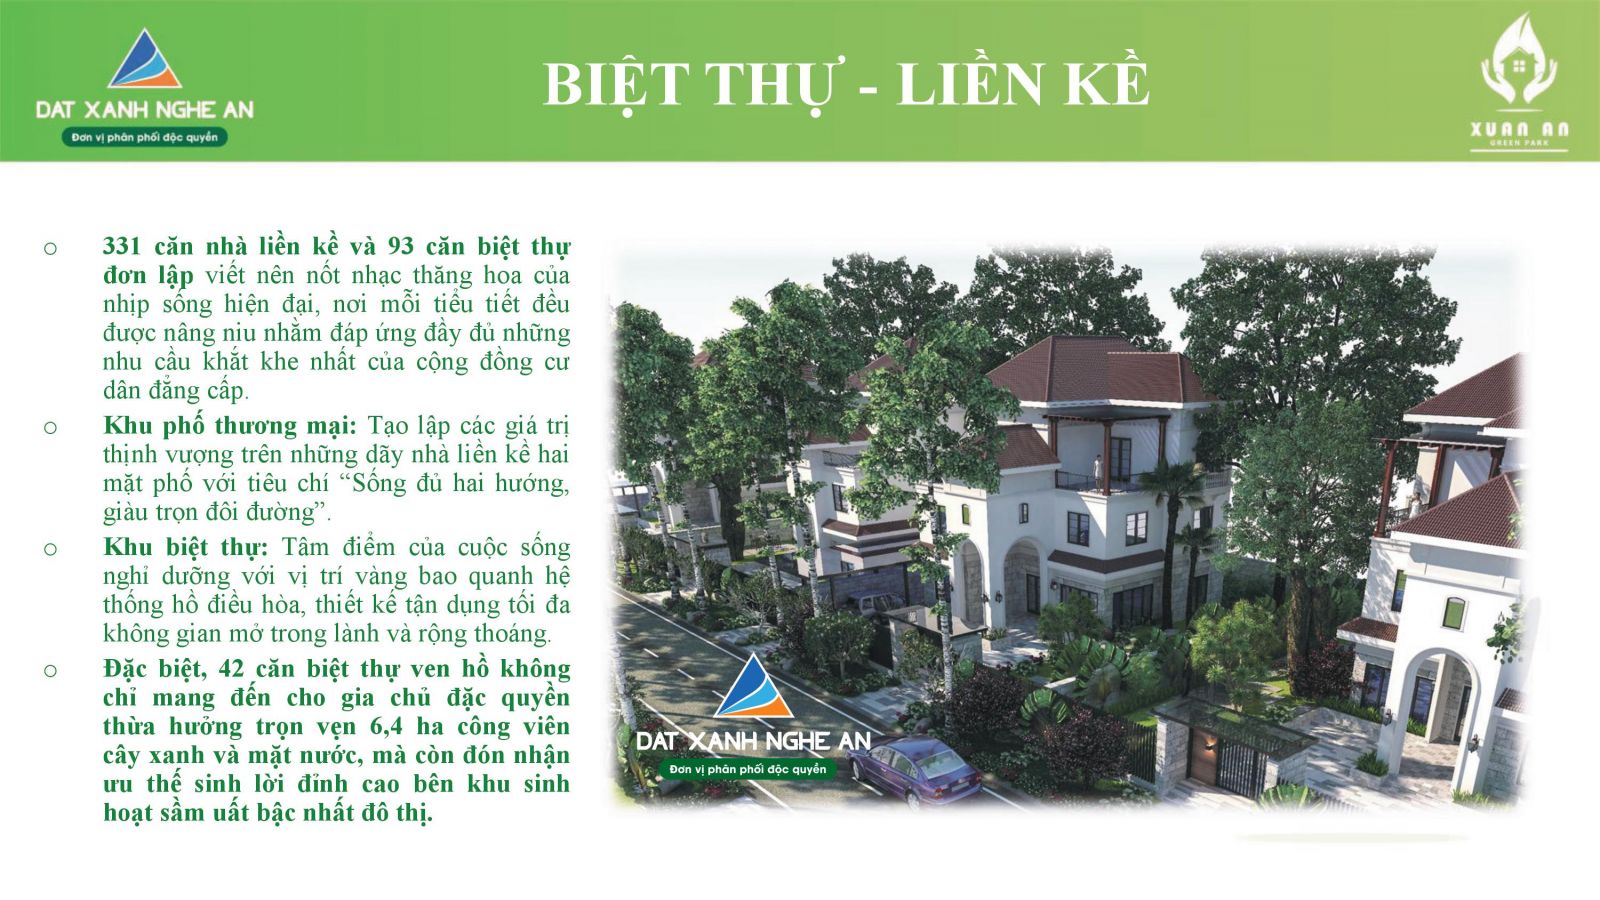 DAT XANH NGHE AN
Đơn vị phân phối độc quyền
BIỆT THỰ - LIỀN KỀ
XUAN AN
GREEN PARK
o 331 căn nhà liền kề và 93 căn biệt thự
đơn lập viết nên nốt nhạc thăng hoa của
nhịp sống hiện đại, nơi mỗi tiểu tiết đều
được nâng niu nhằm đáp ứng đầy đủ những
nhu cầu khắt khe nhất của cộng đồng cư
dân đẳng cấp.
o Khu phố thương mại: Tạo lập các giá trị
thịnh vượng trên những dãy nhà liền kề hai
mặt phố với tiêu chí “Sống đủ hai hướng,
giàu trọn đôi đường”.
o Khu biệt thự: Tâm điểm của cuộc sống
nghỉ dưỡng với vị trí vàng bao quanh hệ
thống hồ điều hòa, thiết kế tận dụng tối đa
không gian mở trong lành và rộng thoáng.
o Đặc biệt, 42 căn biệt thự ven hồ không
chỉ mang đến cho gia chủ đặc quyền
thừa hưởng trọn vẹn 6,4 ha công viên
cây xanh và mặt nước, mà còn đón nhận
ưu thế sinh lời đỉnh cao bên khu sinh
hoạt sầm uất bậc nhất đô thị.
DAT XANH NGHE AN
Đơn vị phân phối độc quyền